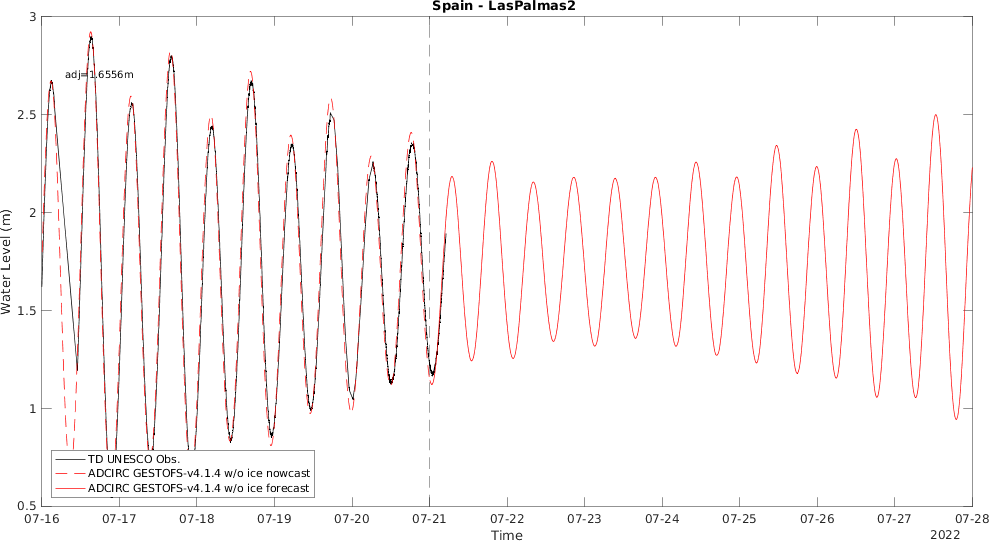 Spain - LasPalmas2
3
2.5
2
1.5
1
0.5
Water Level (m)
adj=1.6556m
TD UNESCO Obs.
ADCIRC GESTOFS-v4.1.4 w/o ice nowcast
ADCIRC GESTOFS-v4.1.4 w/o ice forecast
07-16 07-17 07-18 07-19 07-20 07-21 07-22 07-23 07-24 07-25 07-26 07-27 07-28
Time
2022